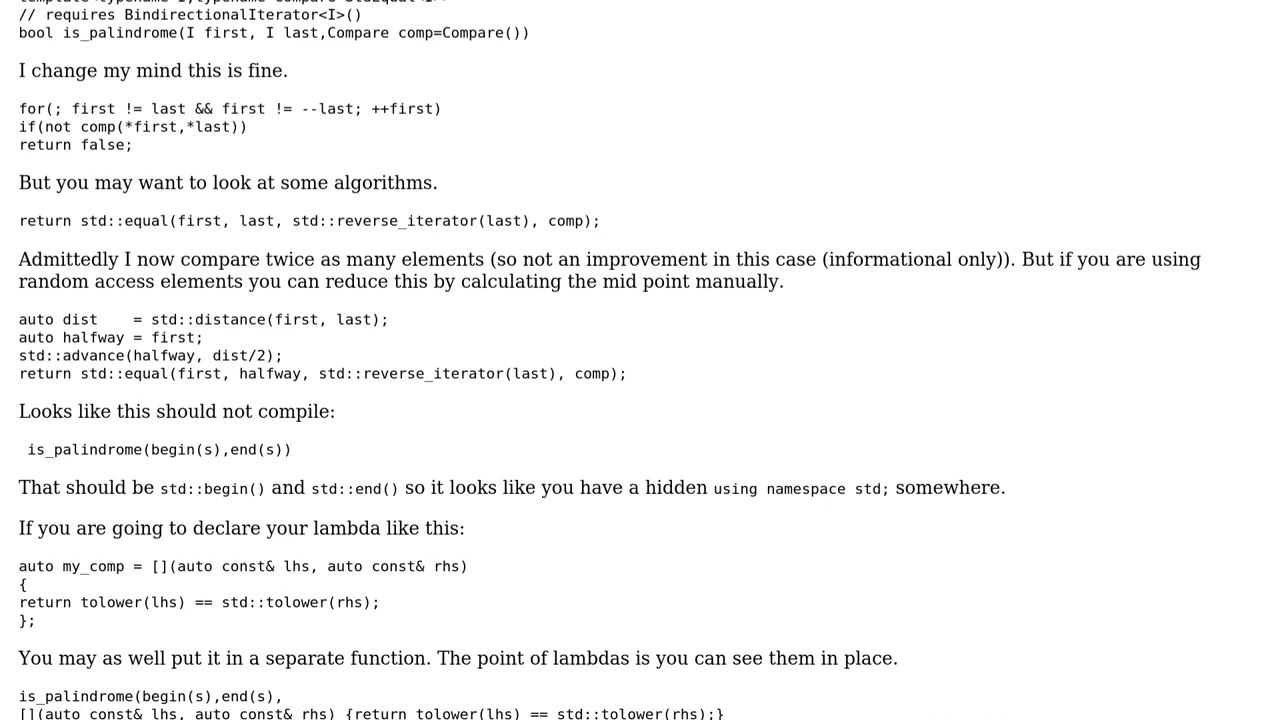 // requires BindirectionalIterator<I>()
bool is_palindrome(I first, I last,Compare comp=Compare())
I change my mind this is fine.
for(; first != last && first != --last; ++first)
if(not comp(*first,*last))
return false;
But you may want to look at some algorithms.
return std::equal(first, last, std::reverse_iterator(last), comp);
Admittedly I now compare twice as many elements (so not an improvement in this case (informational only)). But if you are using
random access elements you can reduce this by calculating the mid point manually.
auto dist    = std::distance(first, last);
auto halfway = first;
std::advance(halfway, dist/2);
return std::equal(first, halfway, std::reverse_iterator(last), comp);
Looks like this should not compile:
is_palindrome(begin(s),end(s))
That should be std::begin() and std::end() so it looks like you have a hidden using namespace std; somewhere.
If you are going to declare your lambda like this:
auto my_comp = [](auto const& lhs, auto const& rhs)
{
return tolower(lhs) == std::tolower(rhs);
};
You may as well put it in a separate function. The point of lambdas is you can see them in place.
is_palindrome(begin(s),end(s),
[](auto const& lhs, auto const& rhs) {return tolower(lhs) == std::tolower(rhs);}